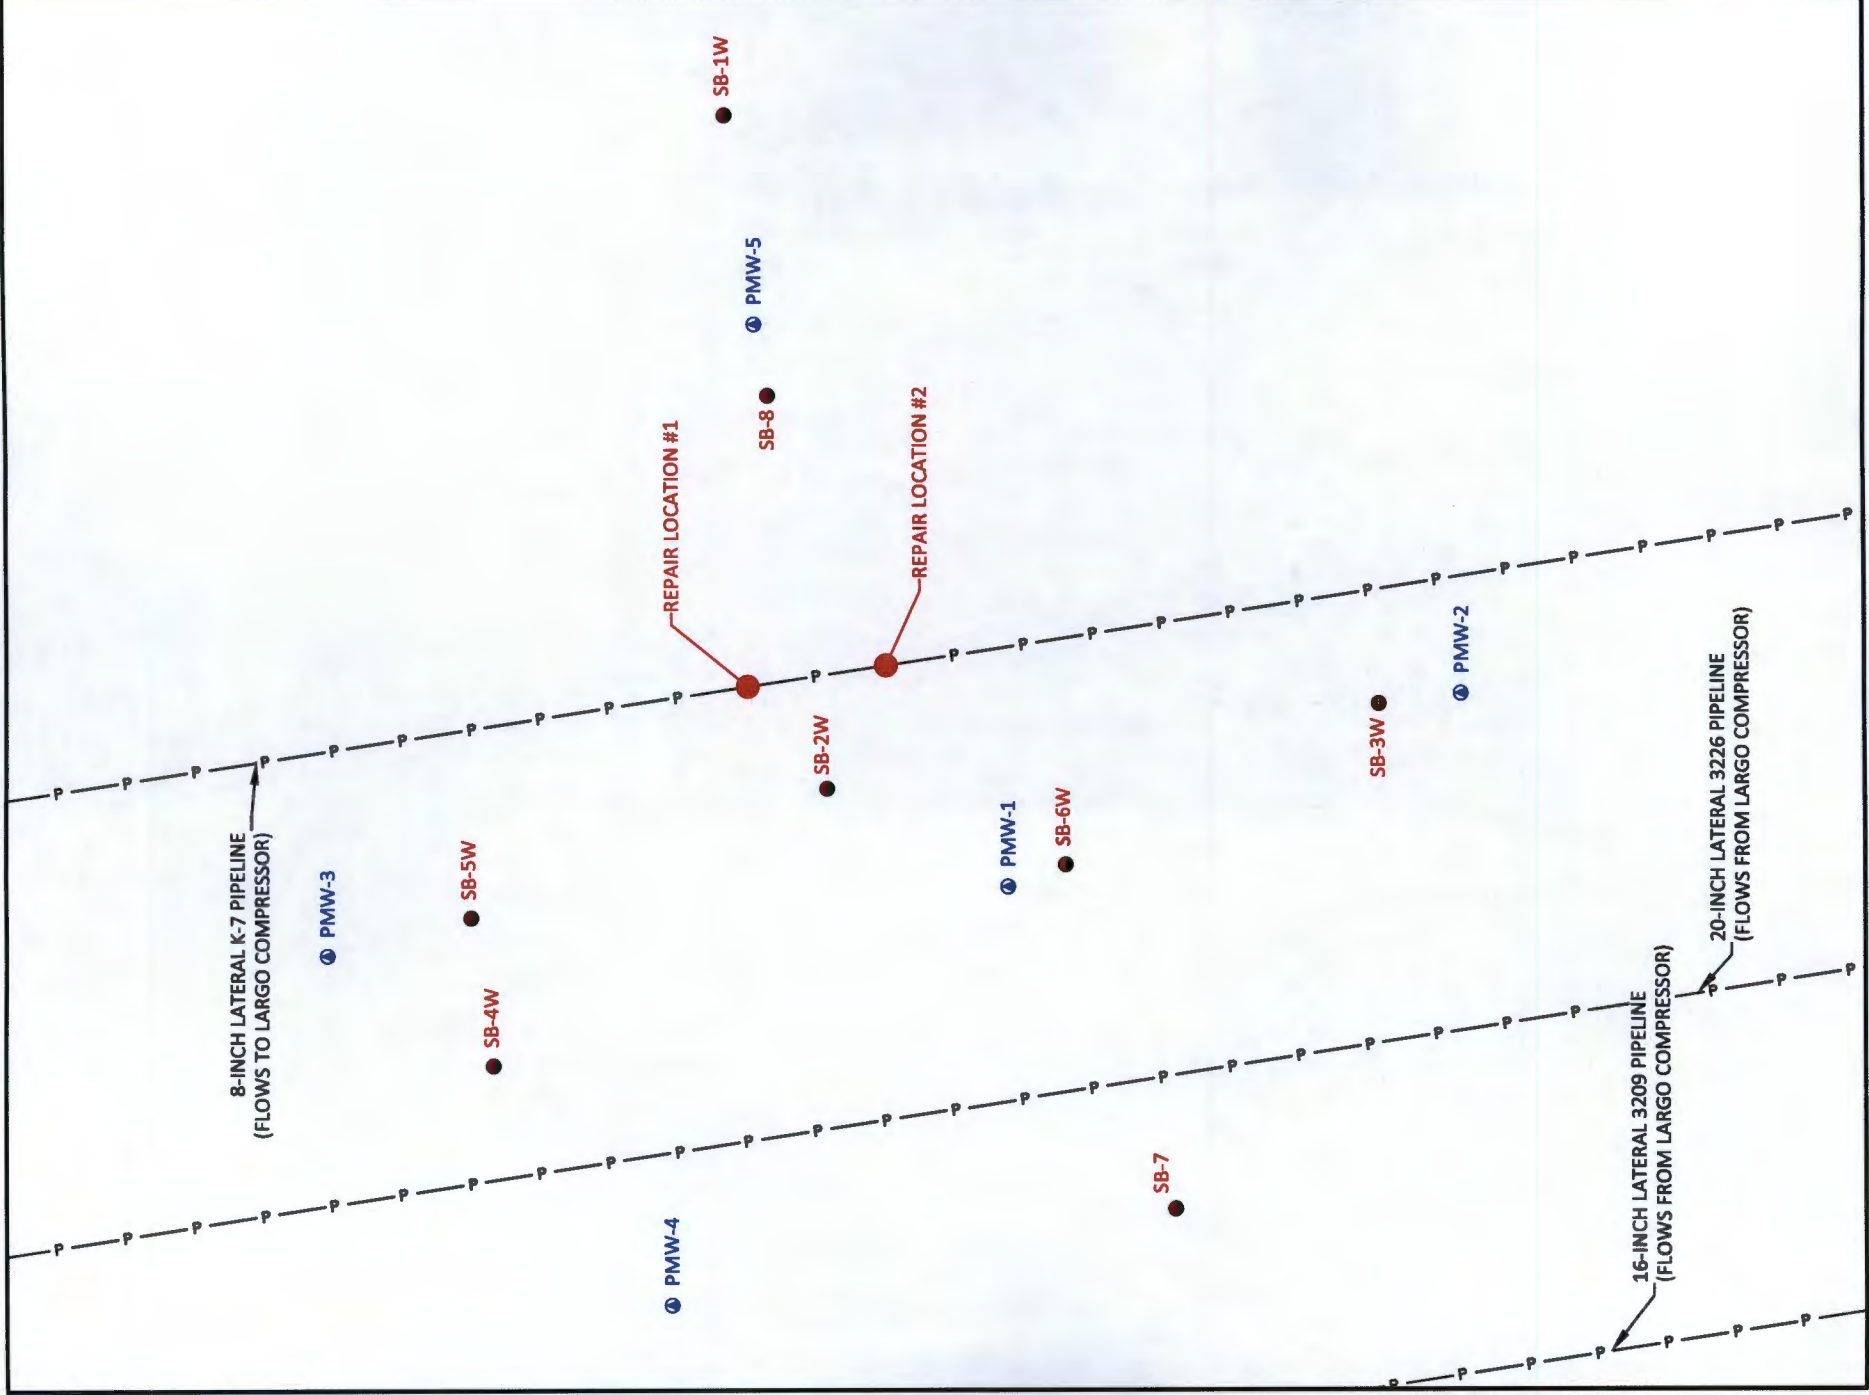 8-INCH LATERAL K-7 PIPELINE
(FLOWS TO LARGO COMPRESSOR)
PMW-3
SB-4W
SB-5W
PMW-4
REPAIR LOCATION #1
SB-1W
PMW-5
SB-8
SB-2W
REPAIR LOCATION #2
PMW-1
SB-6W
SB-7
SB-3W
PMW-2
16-INCH LATERAL 3209 PIPELINE
(FLOWS FROM LARGO COMPRESSOR)
20-INCH LATERAL 3226 PIPELINE
(FLOWS FROM LARGO COMPRESSOR)
P